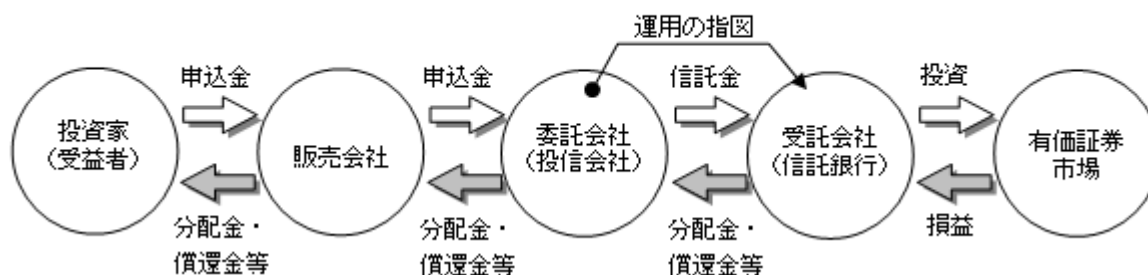 運用の指図
申込金
申込金
信託金
投資
投資家
(受益者)
販売会社
委託会社
(投信会社)
受託会社
(信託銀行)
有価証券
市場
分配金・
償還金等
分配金・
償還金等
分配金・
償還金等
損益